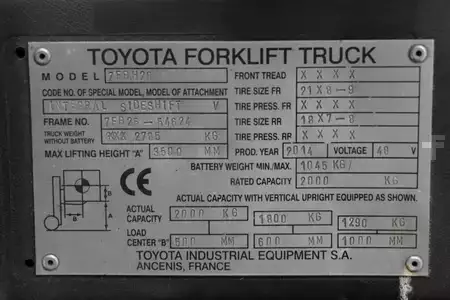 TOYOTA FORKLIFT TRUCK
MODEL
FRONT TREAD X X X X
CODE NO. OF SPECIAL MODEL, MODEL OF ATTACHMENT
TIRE SIZE FR 21X8-9
INTEGRAL SIDESHIFT V
TIRE PRESS. FR X X X X
FRAME NO.
TIRE SIZE RR 18X7-8
TRUCK WEIGHT WITHOUT BATTERY KG
TIRE PRESS. RR X X X X
MAX LIFTING HEIGHT "A" 3500 MM
PROD. YEAR 2014 VOLTAGE 48 V
BATTERY WEIGHT MIN./MAX. 1045 KG/
RATED CAPACITY 2000 KG
CE
ACTUAL CAPACITY WITH VERTICAL UPRIGHT EQUIPPED AS SHOWN.
A
B
ACTUAL CAPACITY 2000 KG 1800 KG 1290 KG
LOAD CENTER "B" 500 MM 600 MM 1000 MM
TOYOTA INDUSTRIAL EQUIPMENT S.A.
ANCENIS, FRANCE